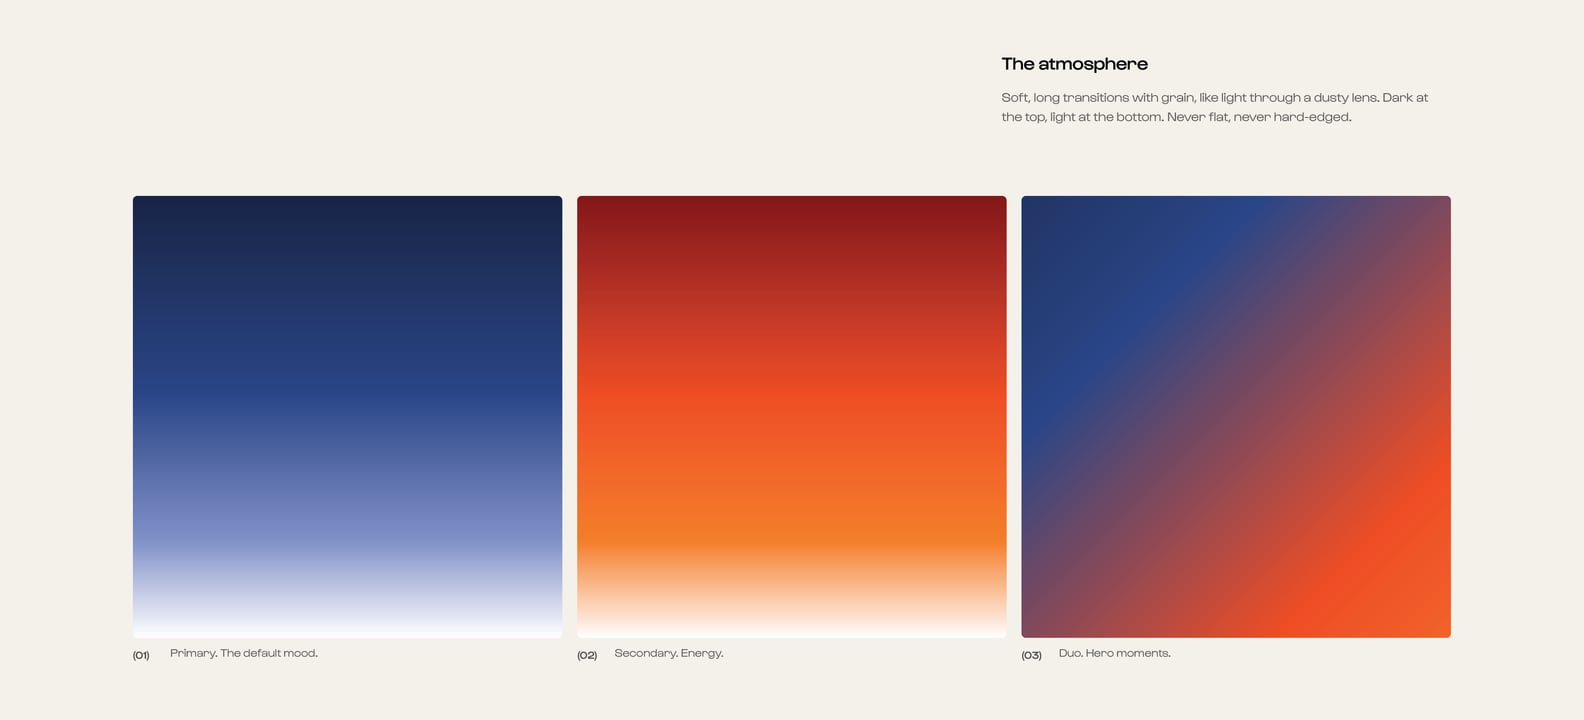 The atmosphere
Soft, long transitions with grain, like light through a dusty lens. Dark at
the top, light at the bottom. Never flat, never hard-edged.
(01) Primary. The default mood.
(02) Secondary. Energy.
(03) Duo. Hero moments.